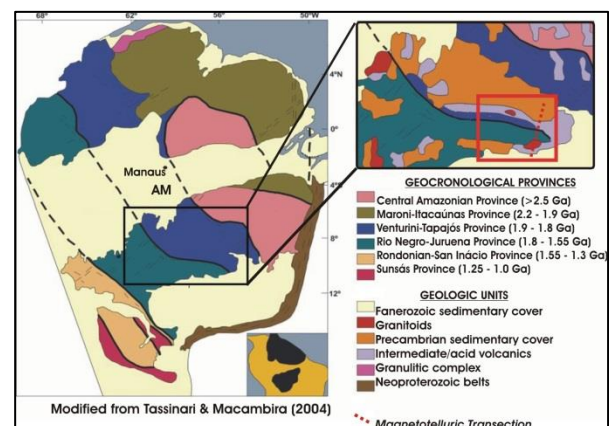 68° 62° 56° 50°W
4°N
0°
4°
8°
12°
Manaus
AM
Modified from Tassinari & Macambira (2004)
GEOCRONOLOGICAL PROVINCES
Central Amazonian Province (>2.5 Ga)
Maroni-Itacaúnas Province (2.2 - 1.9 Ga)
Venturini-Tapajós Province (1.9 - 1.8 Ga)
Rio Negro-Juruena Province (1.8 - 1.55 Ga)
Rondonian-San Inácio Province (1.55 - 1.3 Ga)
Sunsás Province (1.25 - 1.0 Ga)
GEOLOGIC UNITS
Fanerozoic sedimentary cover
Granitoids
Precambrian sedimentary cover
Intermediate/acid volcanics
Granulitic complex
Neoproterozoic belts
Magnetotelluric Transection